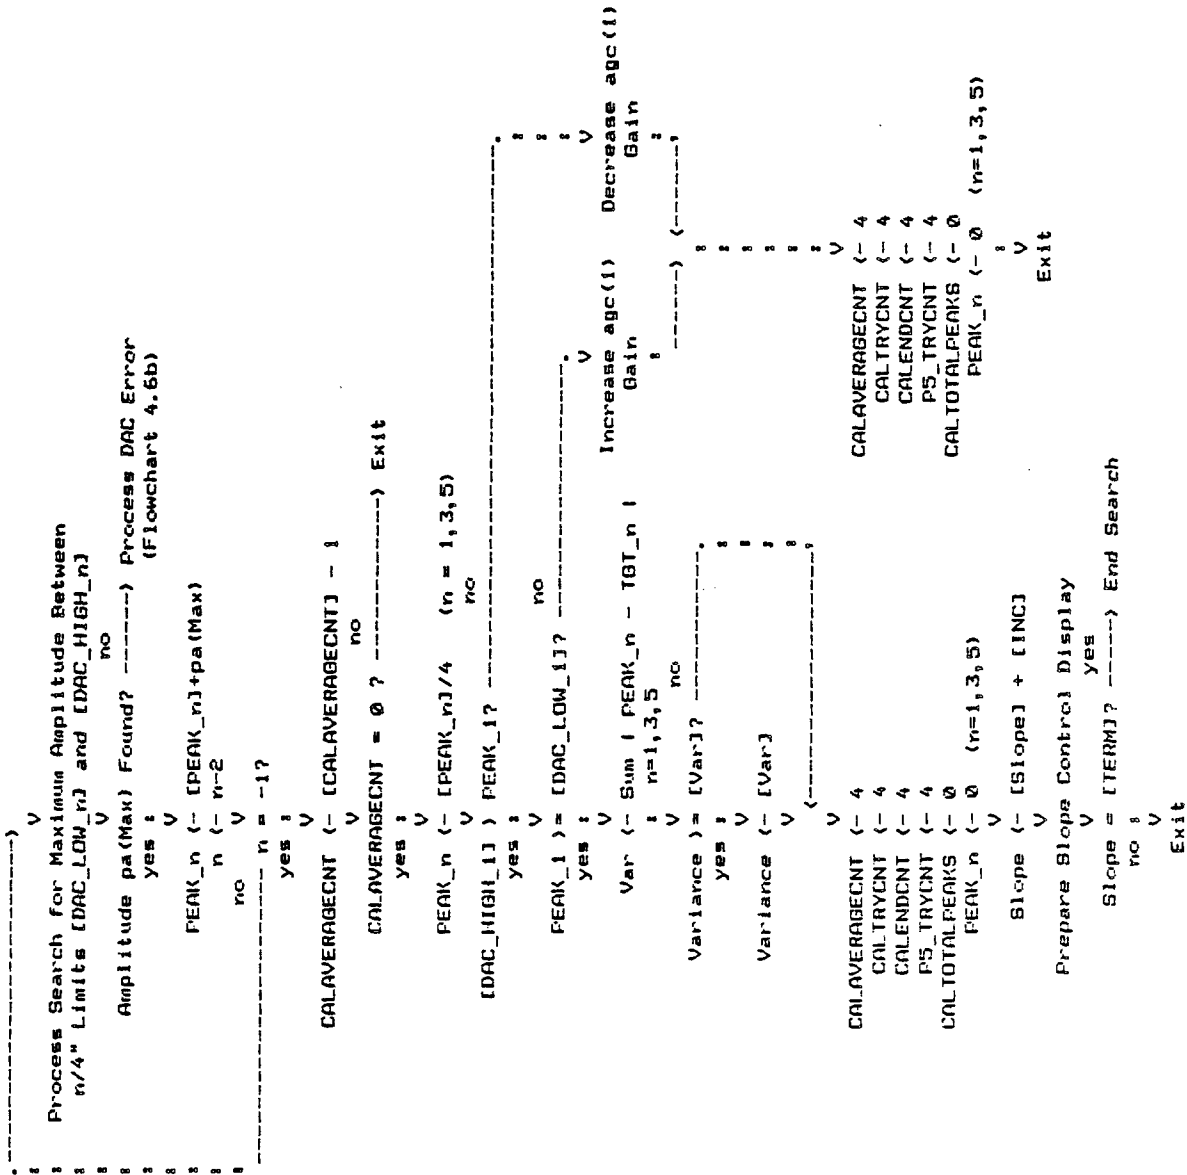 Process Search for Maximum Amplitude Between
n/4" Limits [DAC_LOW_n] and [DAC_HIGH_n]
no
Amplitude pa(Max) Found? ------> Process DAC Error
yes
(Flowchart 4.6b)
PEAK_n <- [PEAK_n]+pa(Max)
n <- n-2
no
n = -1?
yes
CALAVERAGECNT <- [CALAVERAGECNT] - 1
no
CALAVERAGECNT = 0 ? ------------> Exit
yes
PEAK_n <- [PEAK_n]/4 (n = 1,3,5)
no
[DAC_HIGH_1] > PEAK_1?
yes
no
PEAK_1 >= [DAC_LOW_1]?
yes
Increase agc(1) Decrease agc(1)
Gain Gain
Var <- Sum | PEAK_n - TGT_n |
n=1,3,5
no
Variance >= [Var]?
yes
Variance <- [Var]
CALAVERAGECNT <- 4
CALTRYCNT <- 4
CALENDCNT <- 4
P5_TRYCNT <- 4
CALTOTALPEAKS <- 0
PEAK_n <- 0 (n=1,3,5)
CALAVERAGECNT <- 4
CALTRYCNT <- 4
CALENDCNT <- 4
P5_TRYCNT <- 4
CALTOTALPEAKS <- 0
PEAK_n <- 0 (n=1,3,5)
Exit
Slope <- [Slope] + [INC]
Prepare Slope Control Display
yes
Slope = [TERM]? -----> End Search
no
Exit